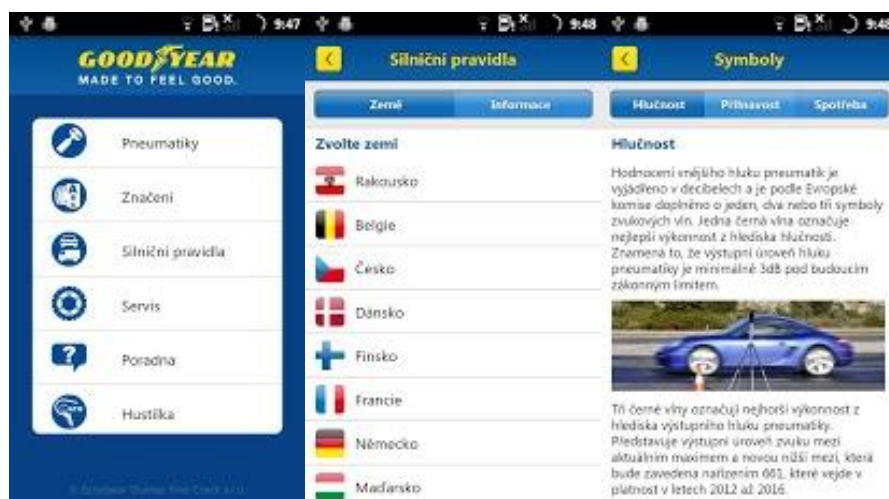 9:47
GOODYEAR
MADE TO FEEL GOOD.
Pneumatiky
Značení
Silniční pravidla
Servis
Poradna
Hustilka
9:48
Silniční pravidla
Země
Informace
Zvolte zemi
Rakousko
Belgie
Česko
Dánsko
Finsko
Francie
Německo
Maďarsko
9:48
Symboly
Hlučnost
Přilnavost
Spotřeba
Hlučnost
Hodnocení vnějšího hluku pneumatik je
vyjádřeno v decibelech a je podle Evropské
komise doplněno o jeden, dva nebo tři symboly
zvukových vln. Jedna černá vlna označuje
nejlepší výkonnost z hlediska hlučnosti.
Znamená to, že výstupní úroveň hluku
pneumatiky je minimálně 3dB pod budoucím
zákonným limitem.
Tři černé vlny označují nejhorší výkonnost z
hlediska výstupního hluku pneumatiky.
Představuje výstupní úroveň zvuku mezi
aktuálním maximem a novou nižší mezí, která
bude zavedena nařízením 661, které vejde v
platnost v letech 2012 až 2016.